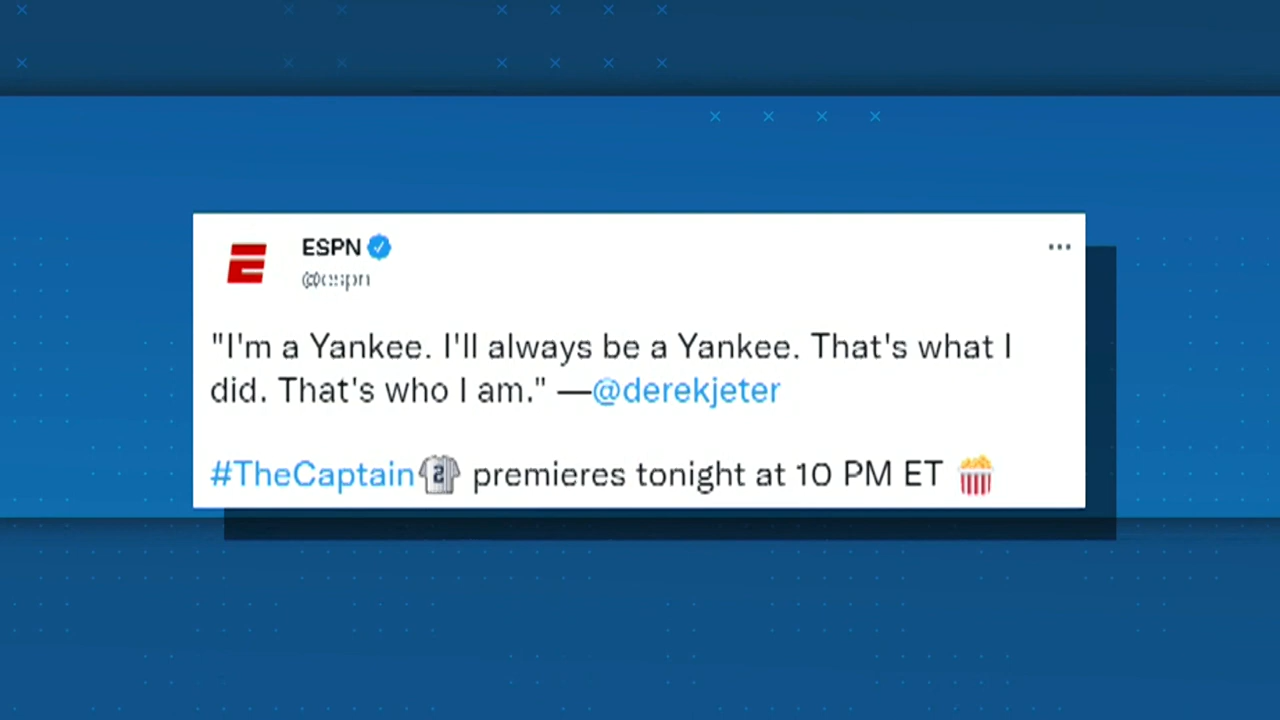 ESPN
@espn
"I'm a Yankee. I'll always be a Yankee. That's what I
did. That's who I am." —@derekjeter
#TheCaptain 2 premieres tonight at 10 PM ET